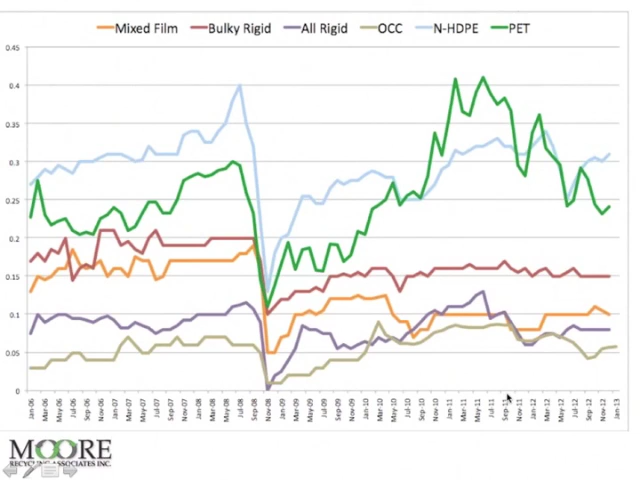 Mixed Film Bulky Rigid All Rigid OCC N-HDPE PET
0.45
0.4
0.35
0.3
0.25
0.2
0.15
0.1
0.05
0
Jan-06 Mar-06 May-06 Jul-06 Sep-06 Nov-06 Jan-07 Mar-07 May-07 Jul-07 Sep-07 Nov-07 Jan-08 Mar-08 May-08 Jul-08 Sep-08 Nov-08 Jan-09 Mar-09 May-09 Jul-09 Sep-09 Nov-09 Jan-10 Mar-10 May-10 Jul-10 Sep-10 Nov-10 Jan-11 Mar-11 May-11 Jul-11 Sep-11 Nov-11 Jan-12 Mar-12 May-12 Jul-12 Sep-12 Nov-12 Jan-13
MOORE
RECYCLING ASSOCIATES INC.